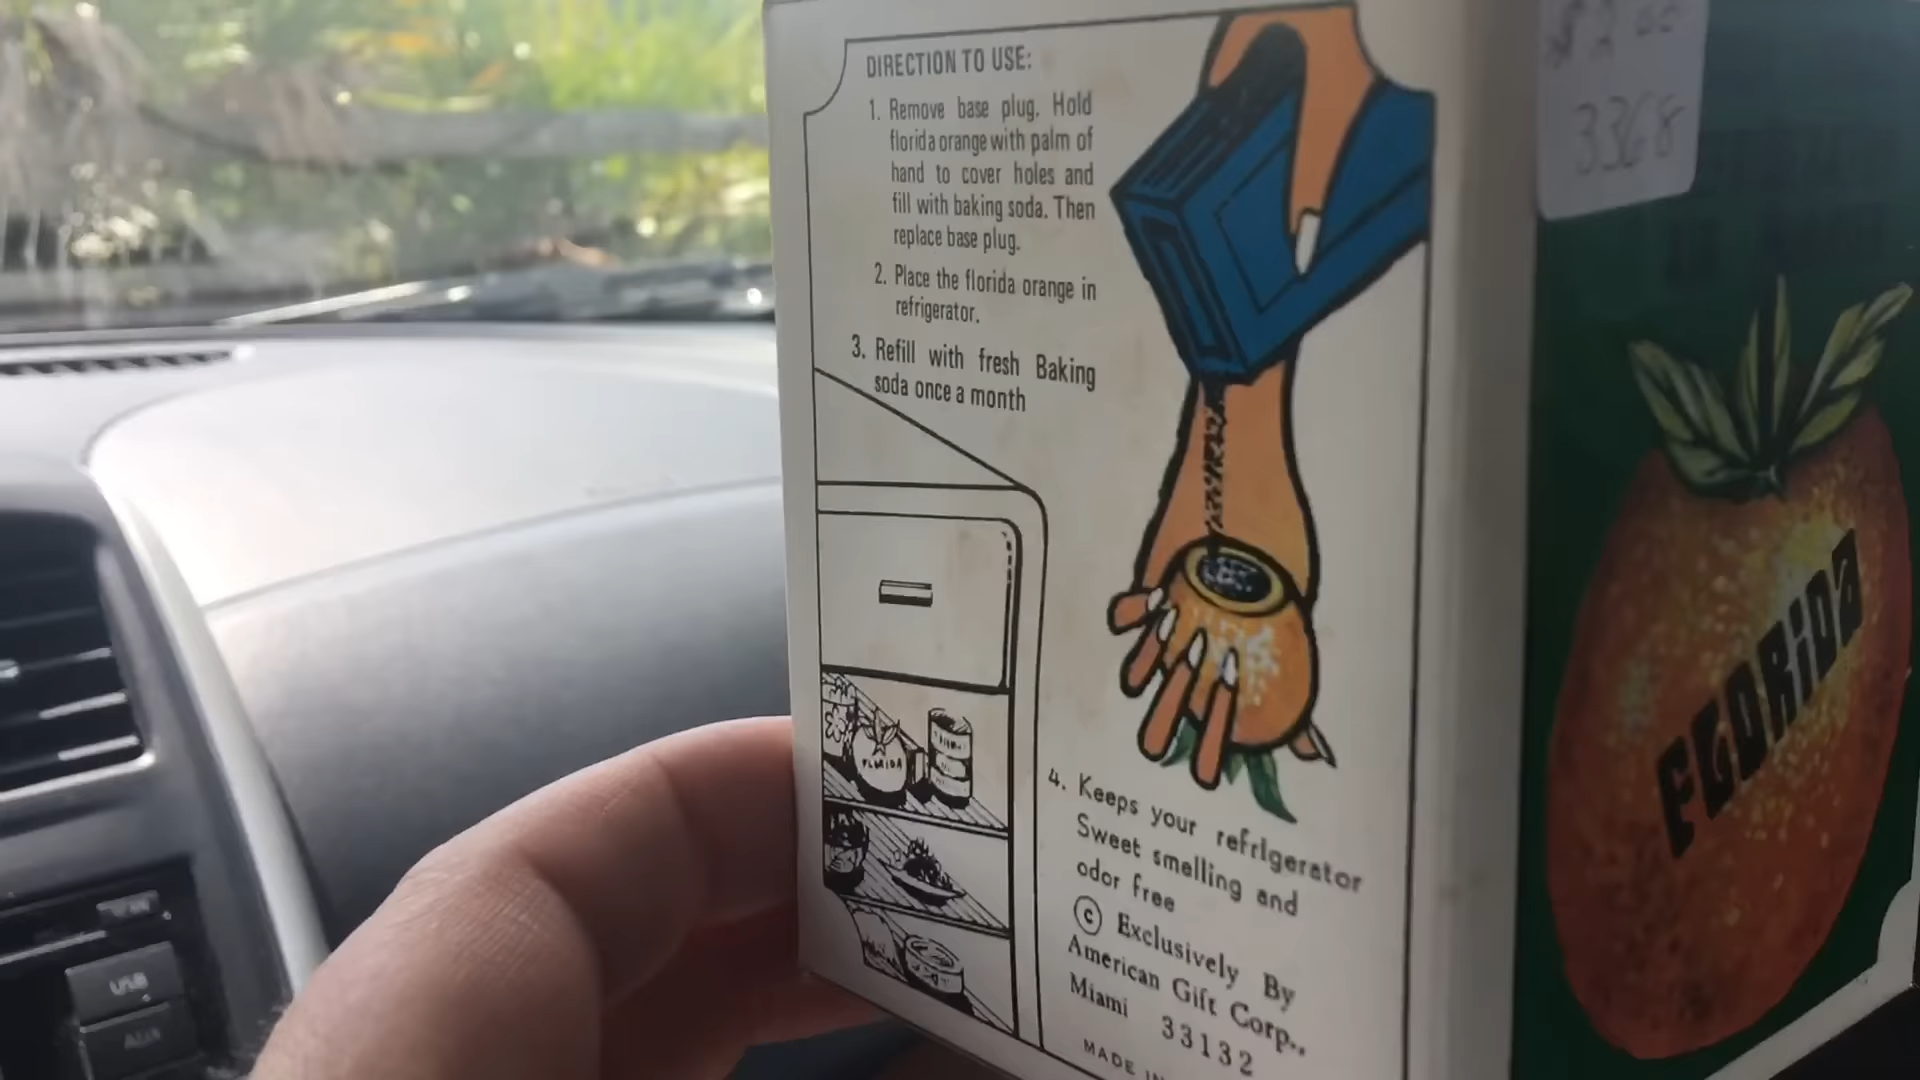 DIRECTION TO USE:
1. Remove base plug. Hold
florida orange with palm of
hand to cover holes and
fill with baking soda. Then
replace base plug.
2. Place the florida orange in
refrigerator.
3. Refill with fresh Baking
soda once a month
FLORIDA
4. Keeps your refrigerator
Sweet smelling and
odor free
© Exclusively By
American Gift Corp.,
Miami 33132
MADE IN
3368
FLORiDA
USB
AUX